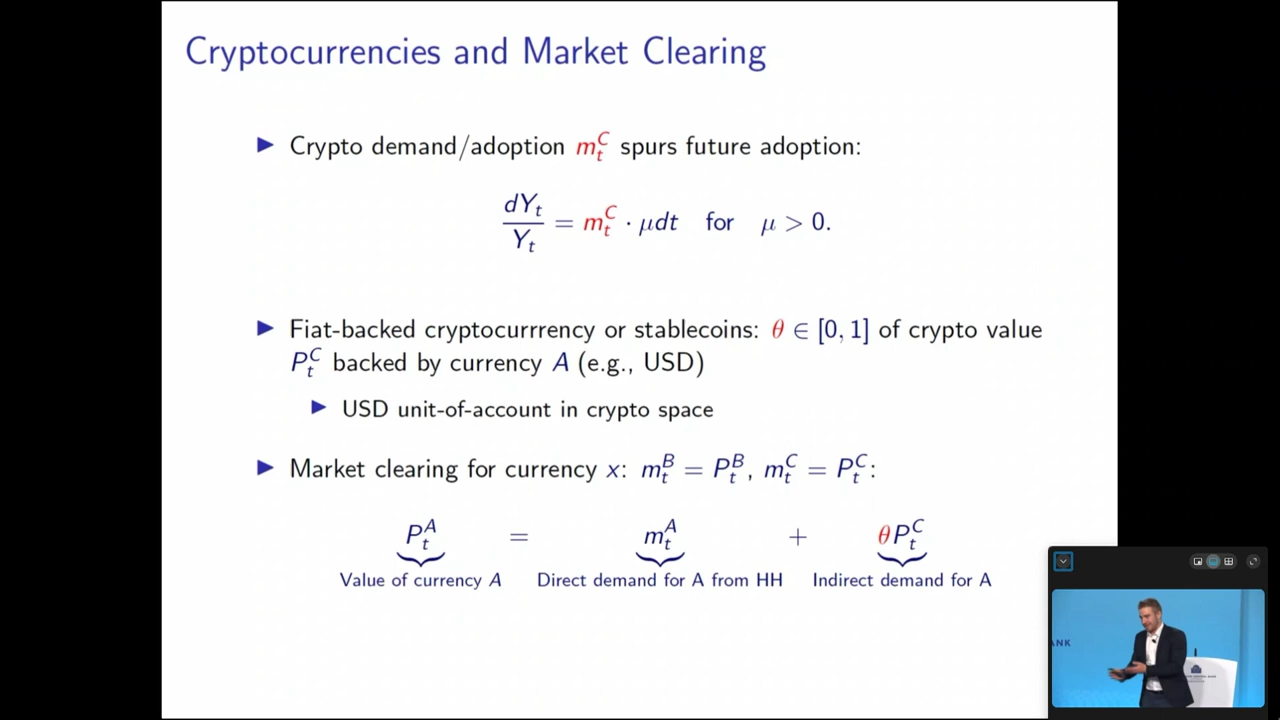 Cryptocurrencies and Market Clearing
▶ Crypto demand/adoption m_t^C spurs future adoption:
dY_t / Y_t = m_t^C · μdt for μ > 0.
▶ Fiat-backed cryptocurrrency or stablecoins: θ ∈ [0, 1] of crypto value
P_t^C backed by currency A (e.g., USD)
▶ USD unit-of-account in crypto space
▶ Market clearing for currency x: m_t^B = P_t^B, m_t^C = P_t^C:
P_t^A = m_t^A + θP_t^C
Value of currency A Direct demand for A from HH Indirect demand for A
ANK